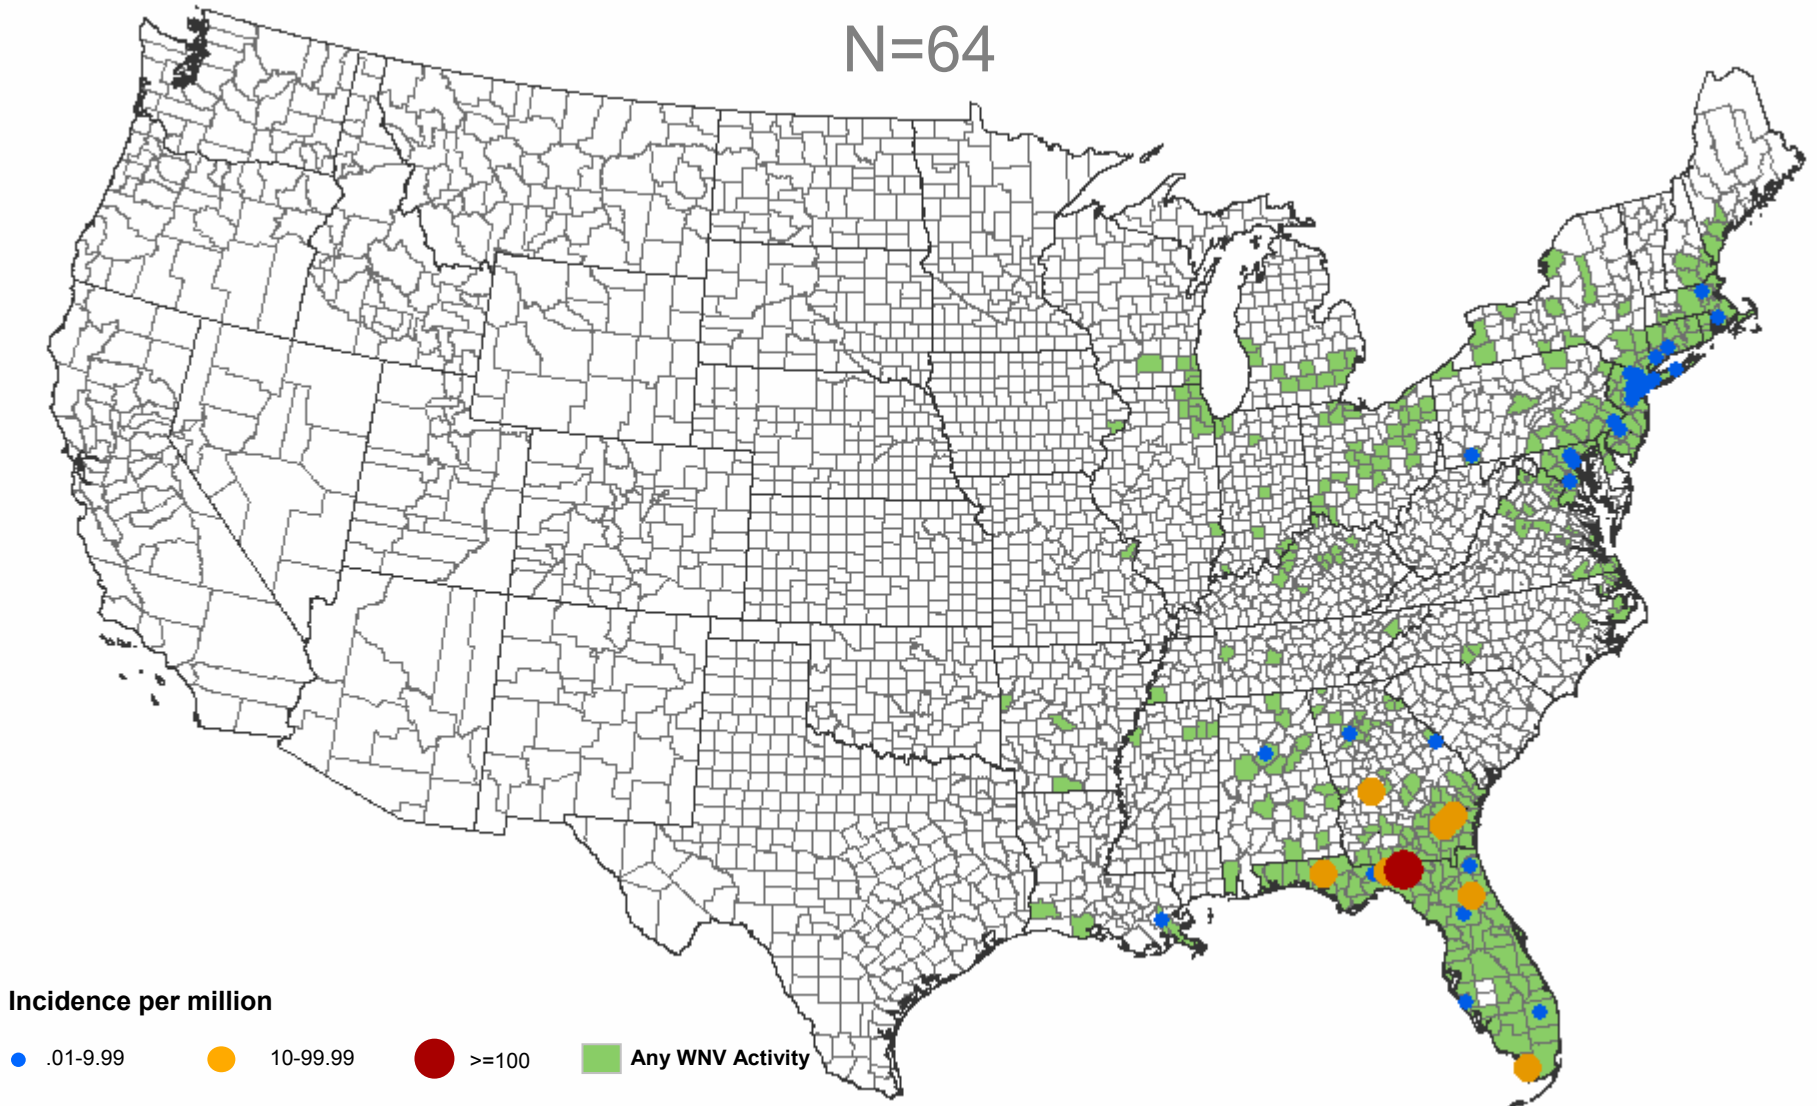 N=64
Incidence per million
.01-9.99 10-99.99 >=100 Any WNV Activity